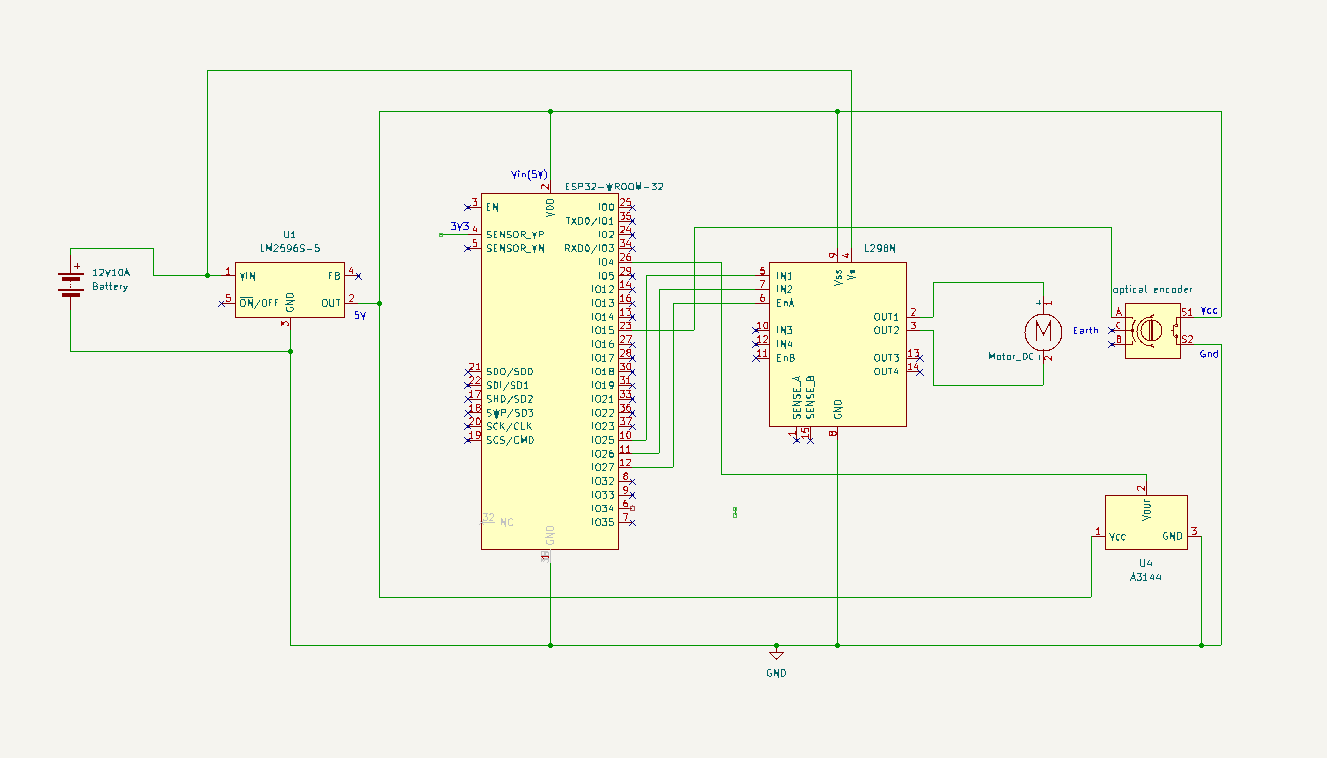 U1
LM2596S-5
1
VIN
FB
4
5
ON/OFF
GND
OUT
2
3
5V
+
12V10A
Battery
Vin(5V)
2
ESP32-WROOM-32
VDD
3
EN
3V3
4
SENSOR_VP
5
SENSOR_VN
21
SDO/SD0
22
SDI/SD1
17
SHD/SD2
18
SWP/SD3
20
SCK/CLK
19
SCS/CMD
32
NC
GND
IO0
25
TXD0/IO1
35
IO2
24
RXD0/IO3
34
IO4
26
IO5
29
IO12
14
IO13
16
IO14
13
IO15
23
IO16
27
IO17
28
IO18
30
IO19
31
IO21
33
IO22
36
IO23
37
IO25
10
IO26
11
IO27
12
IO32
8
IO33
9
IO34
6
IO35
7
L298N
9
4
Vss
Vs
5
IN1
7
IN2
6
EnA
10
IN3
12
IN4
11
EnB
OUT1
2
OUT2
3
OUT3
13
OUT4
14
SENSE_A
SENSE_B
GND
1
15
8
+
1
M
Motor_DC
-
2
optical encoder
A
C
B
Earth
S1
Vcc
S2
Gnd
2
Vour
1
Vcc
GND
3
U4
A3144
GND